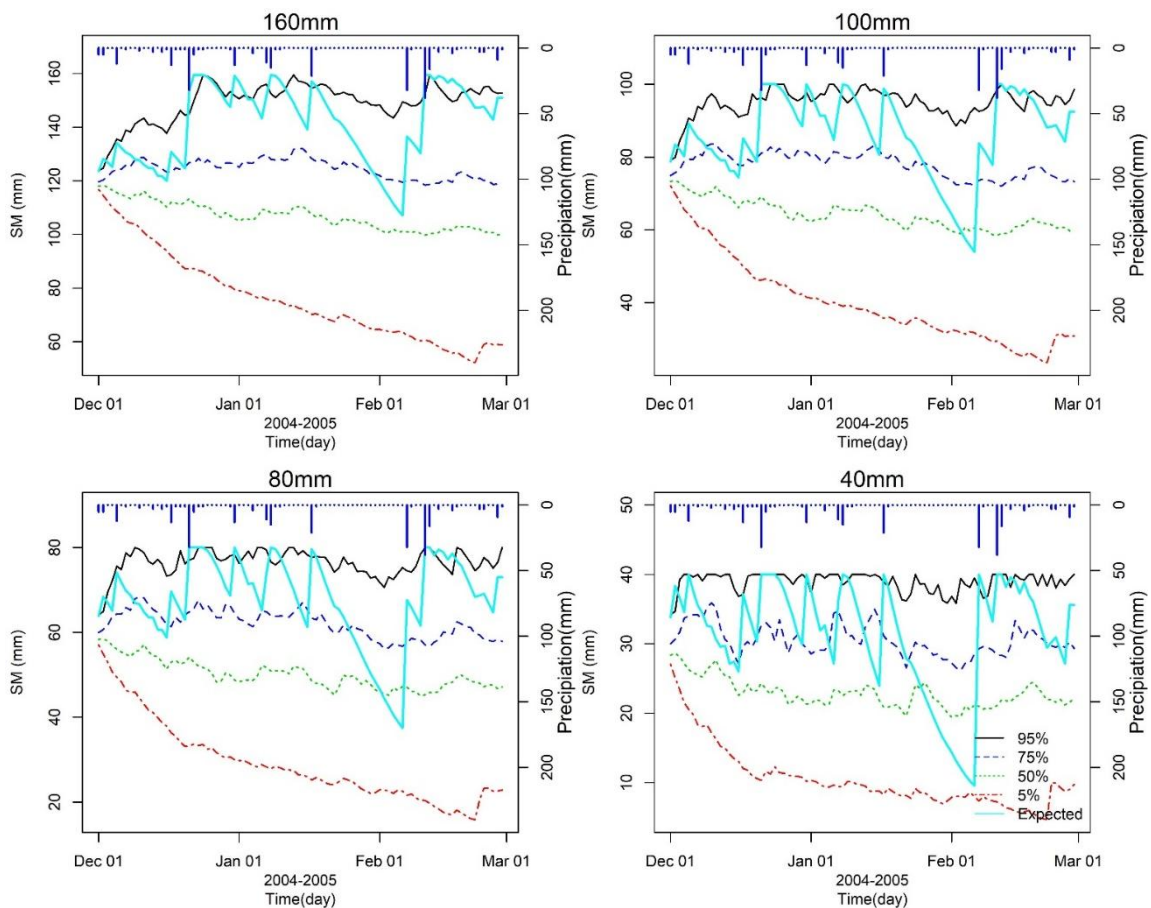 160mm
160
140
120
100
80
60
SM (mm)
0
50
100
150
200
Precipiation(mm)
Dec 01
Jan 01
Feb 01
Mar 01
2004-2005
Time(day)
100mm
100
80
60
40
SM (mm)
0
50
100
150
200
Precipiation(mm)
Dec 01
Jan 01
Feb 01
Mar 01
2004-2005
Time(day)
80mm
80
60
40
20
SM (mm)
0
50
100
150
200
Precipiation(mm)
Dec 01
Jan 01
Feb 01
Mar 01
2004-2005
Time(day)
40mm
50
40
30
20
10
SM (mm)
0
50
100
150
200
Precipiation(mm)
95%
75%
50%
5%
Expected
Dec 01
Jan 01
Feb 01
Mar 01
2004-2005
Time(day)